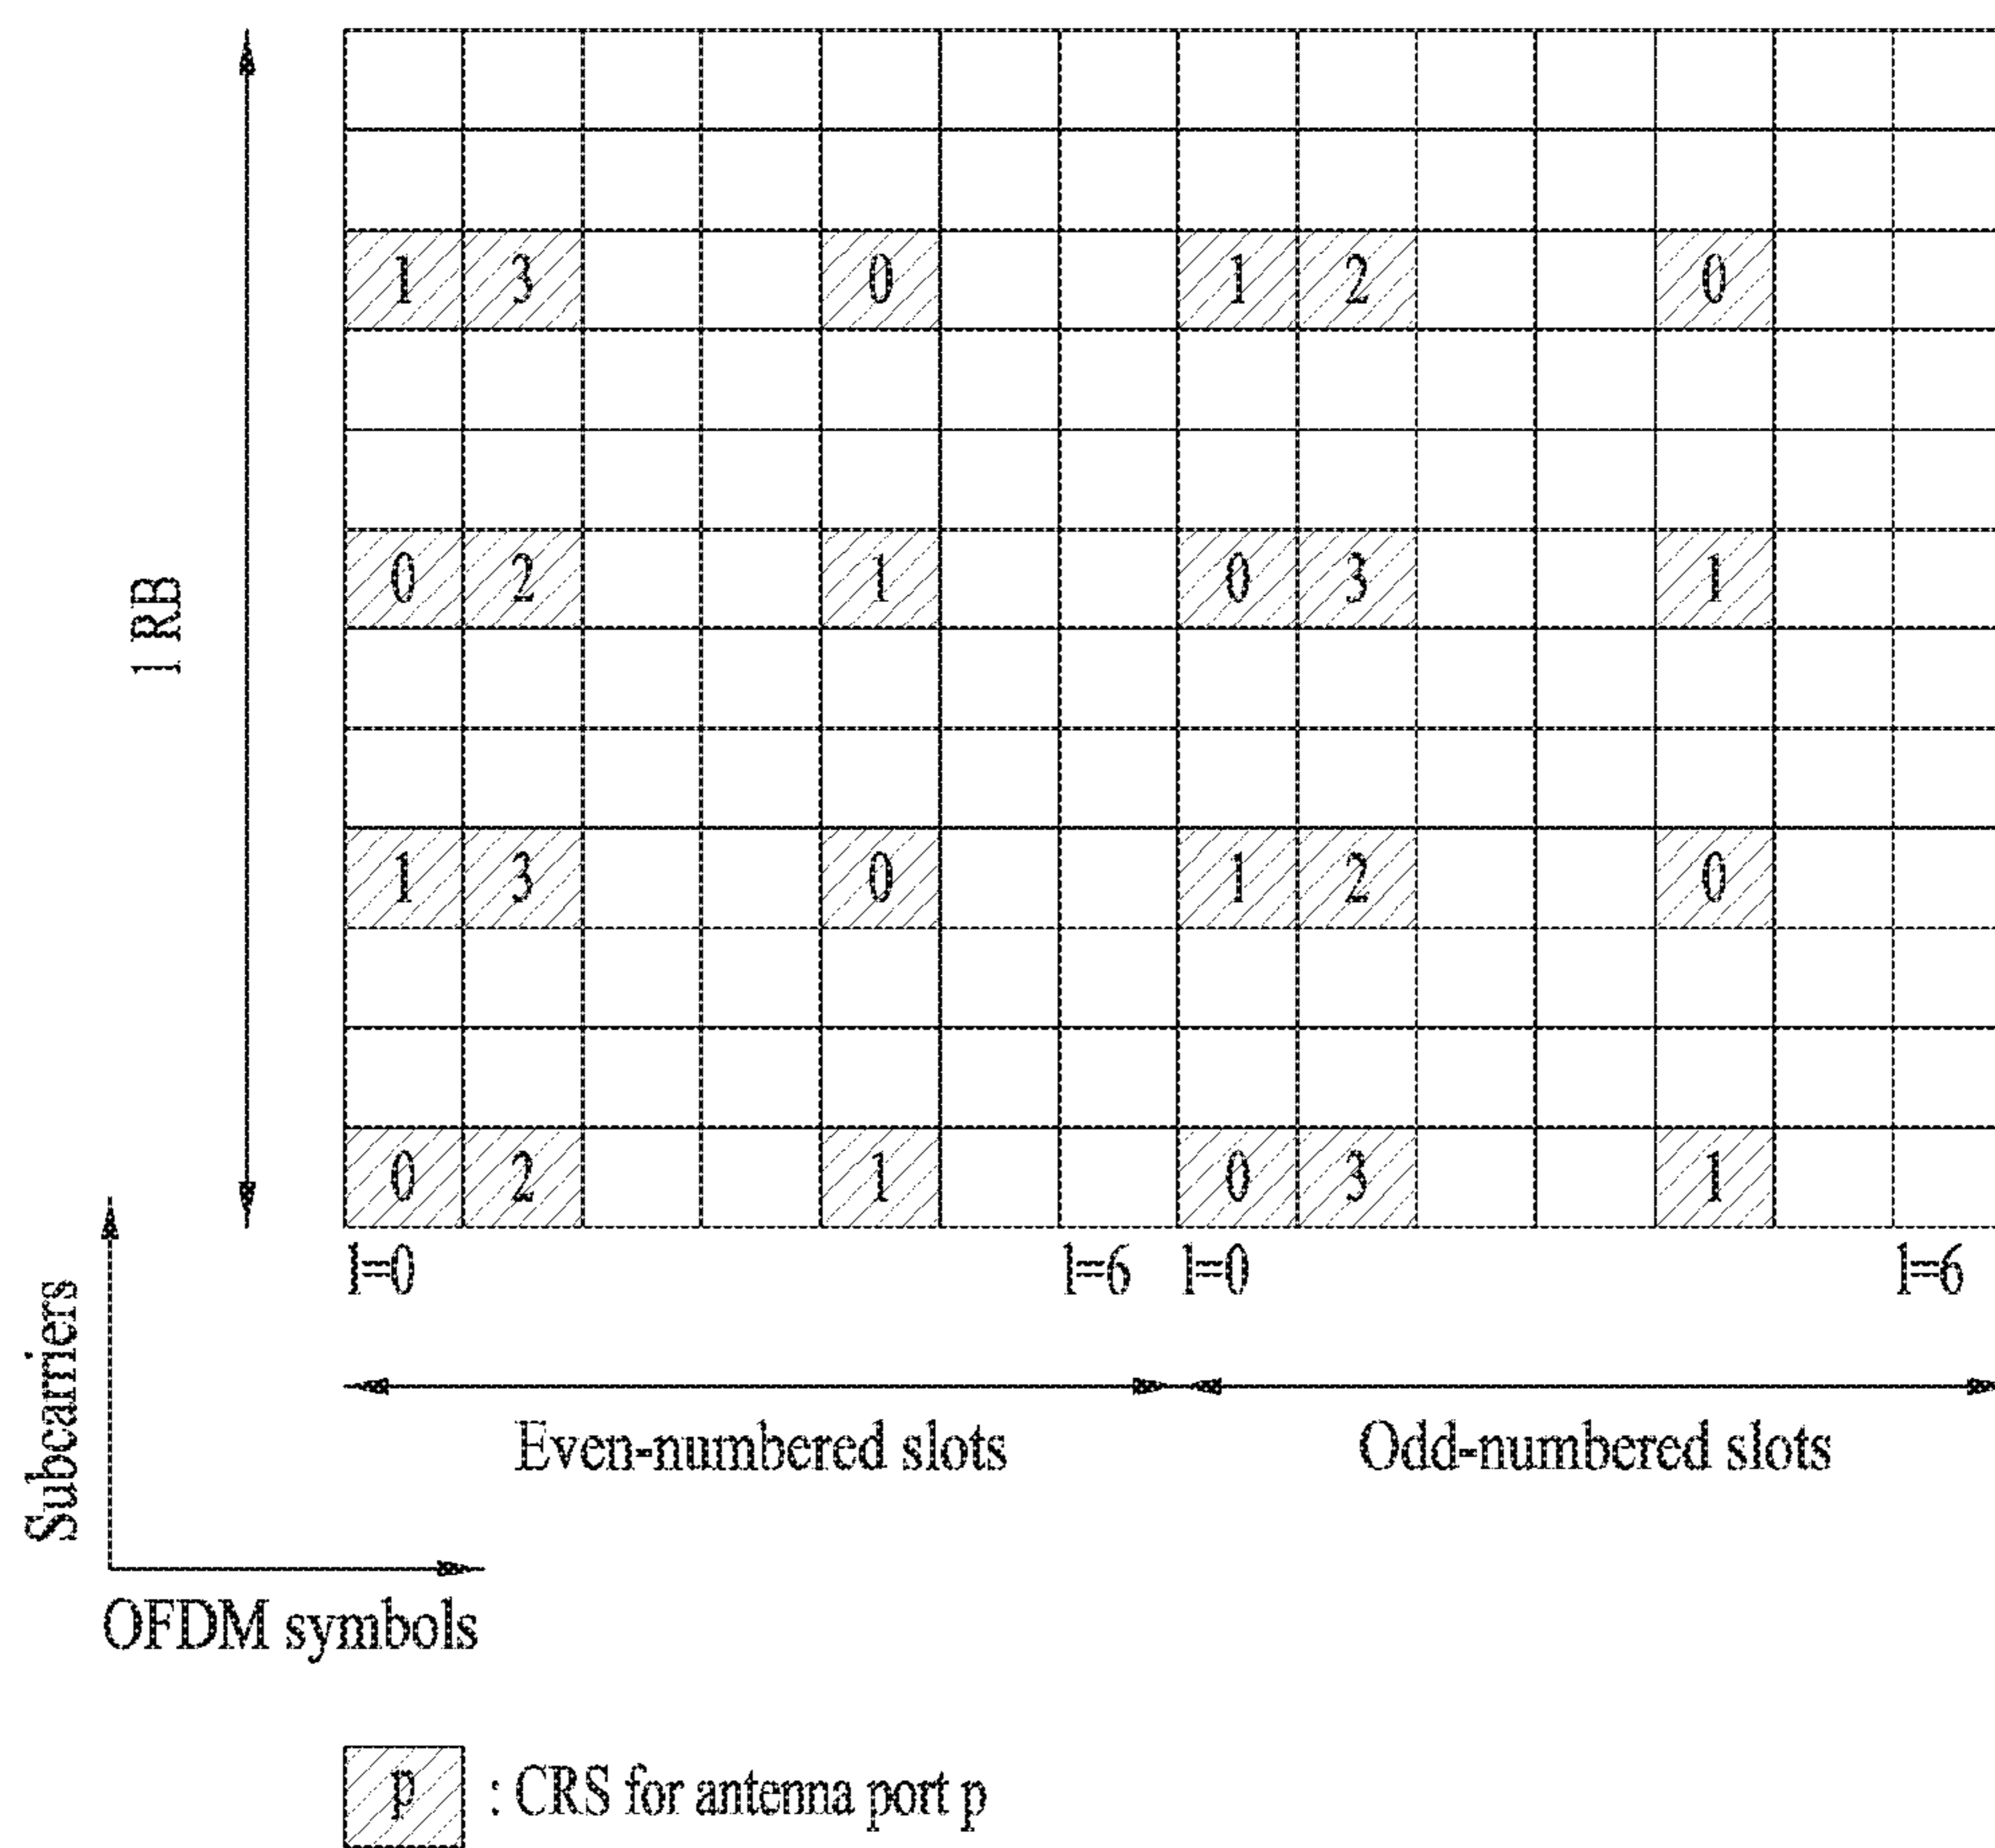 1 3 0 1 2 0
0 2 1 0 3 1
1 RB
1 3 0 1 2 0
0 2 1 0 3 1
l=0 l=6 l=0 l=6
Even-numbered slots Odd-numbered slots
Subcarriers
OFDM symbols
p : CRS for antenna port p